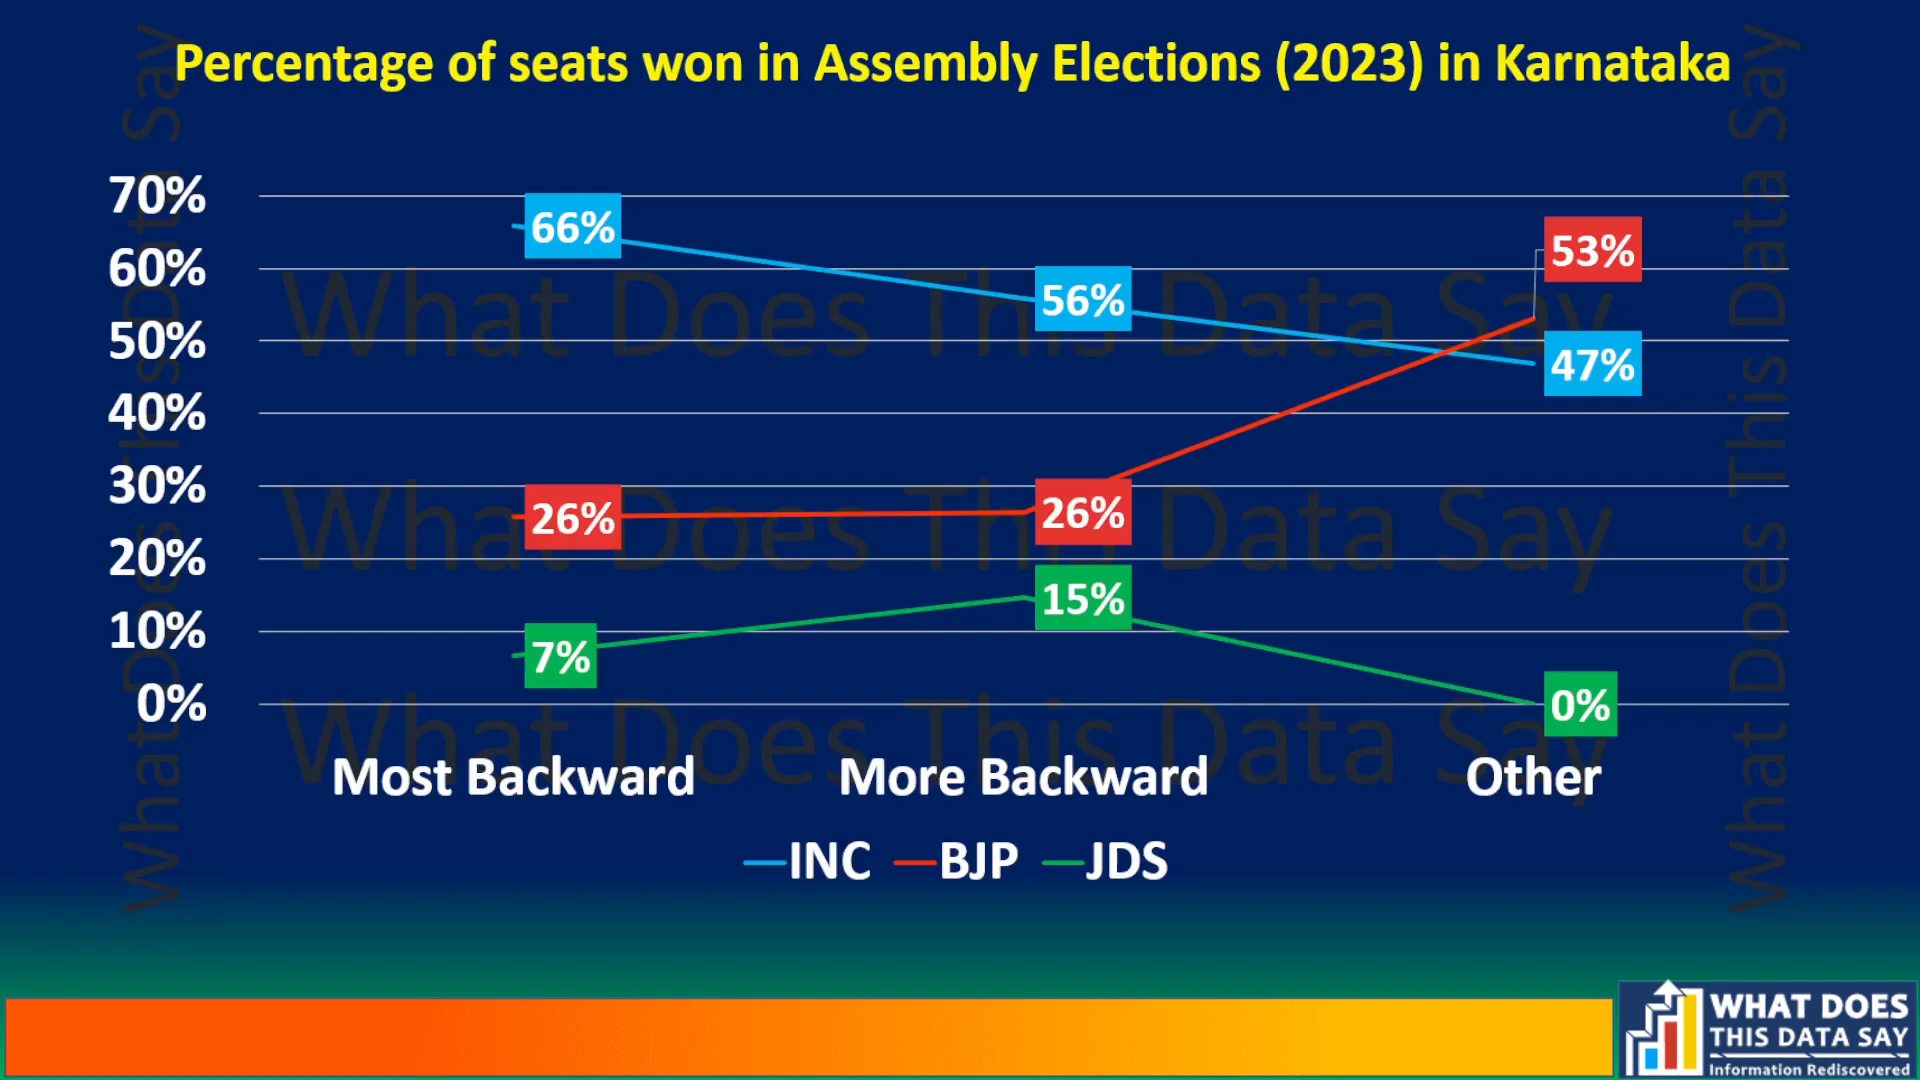 Percentage of seats won in Assembly Elections (2023) in Karnataka
70%
60%
50%
40%
30%
20%
10%
0%
66%
56%
53%
47%
26%
26%
7%
15%
0%
Most Backward
More Backward
Other
INC
BJP
JDS
What Does This Data Say
What Does This Data Say
What Does This Data Say
What Does This Data Say
What Does This Data Say
WHAT DOES
THIS DATA SAY
Information Rediscovered